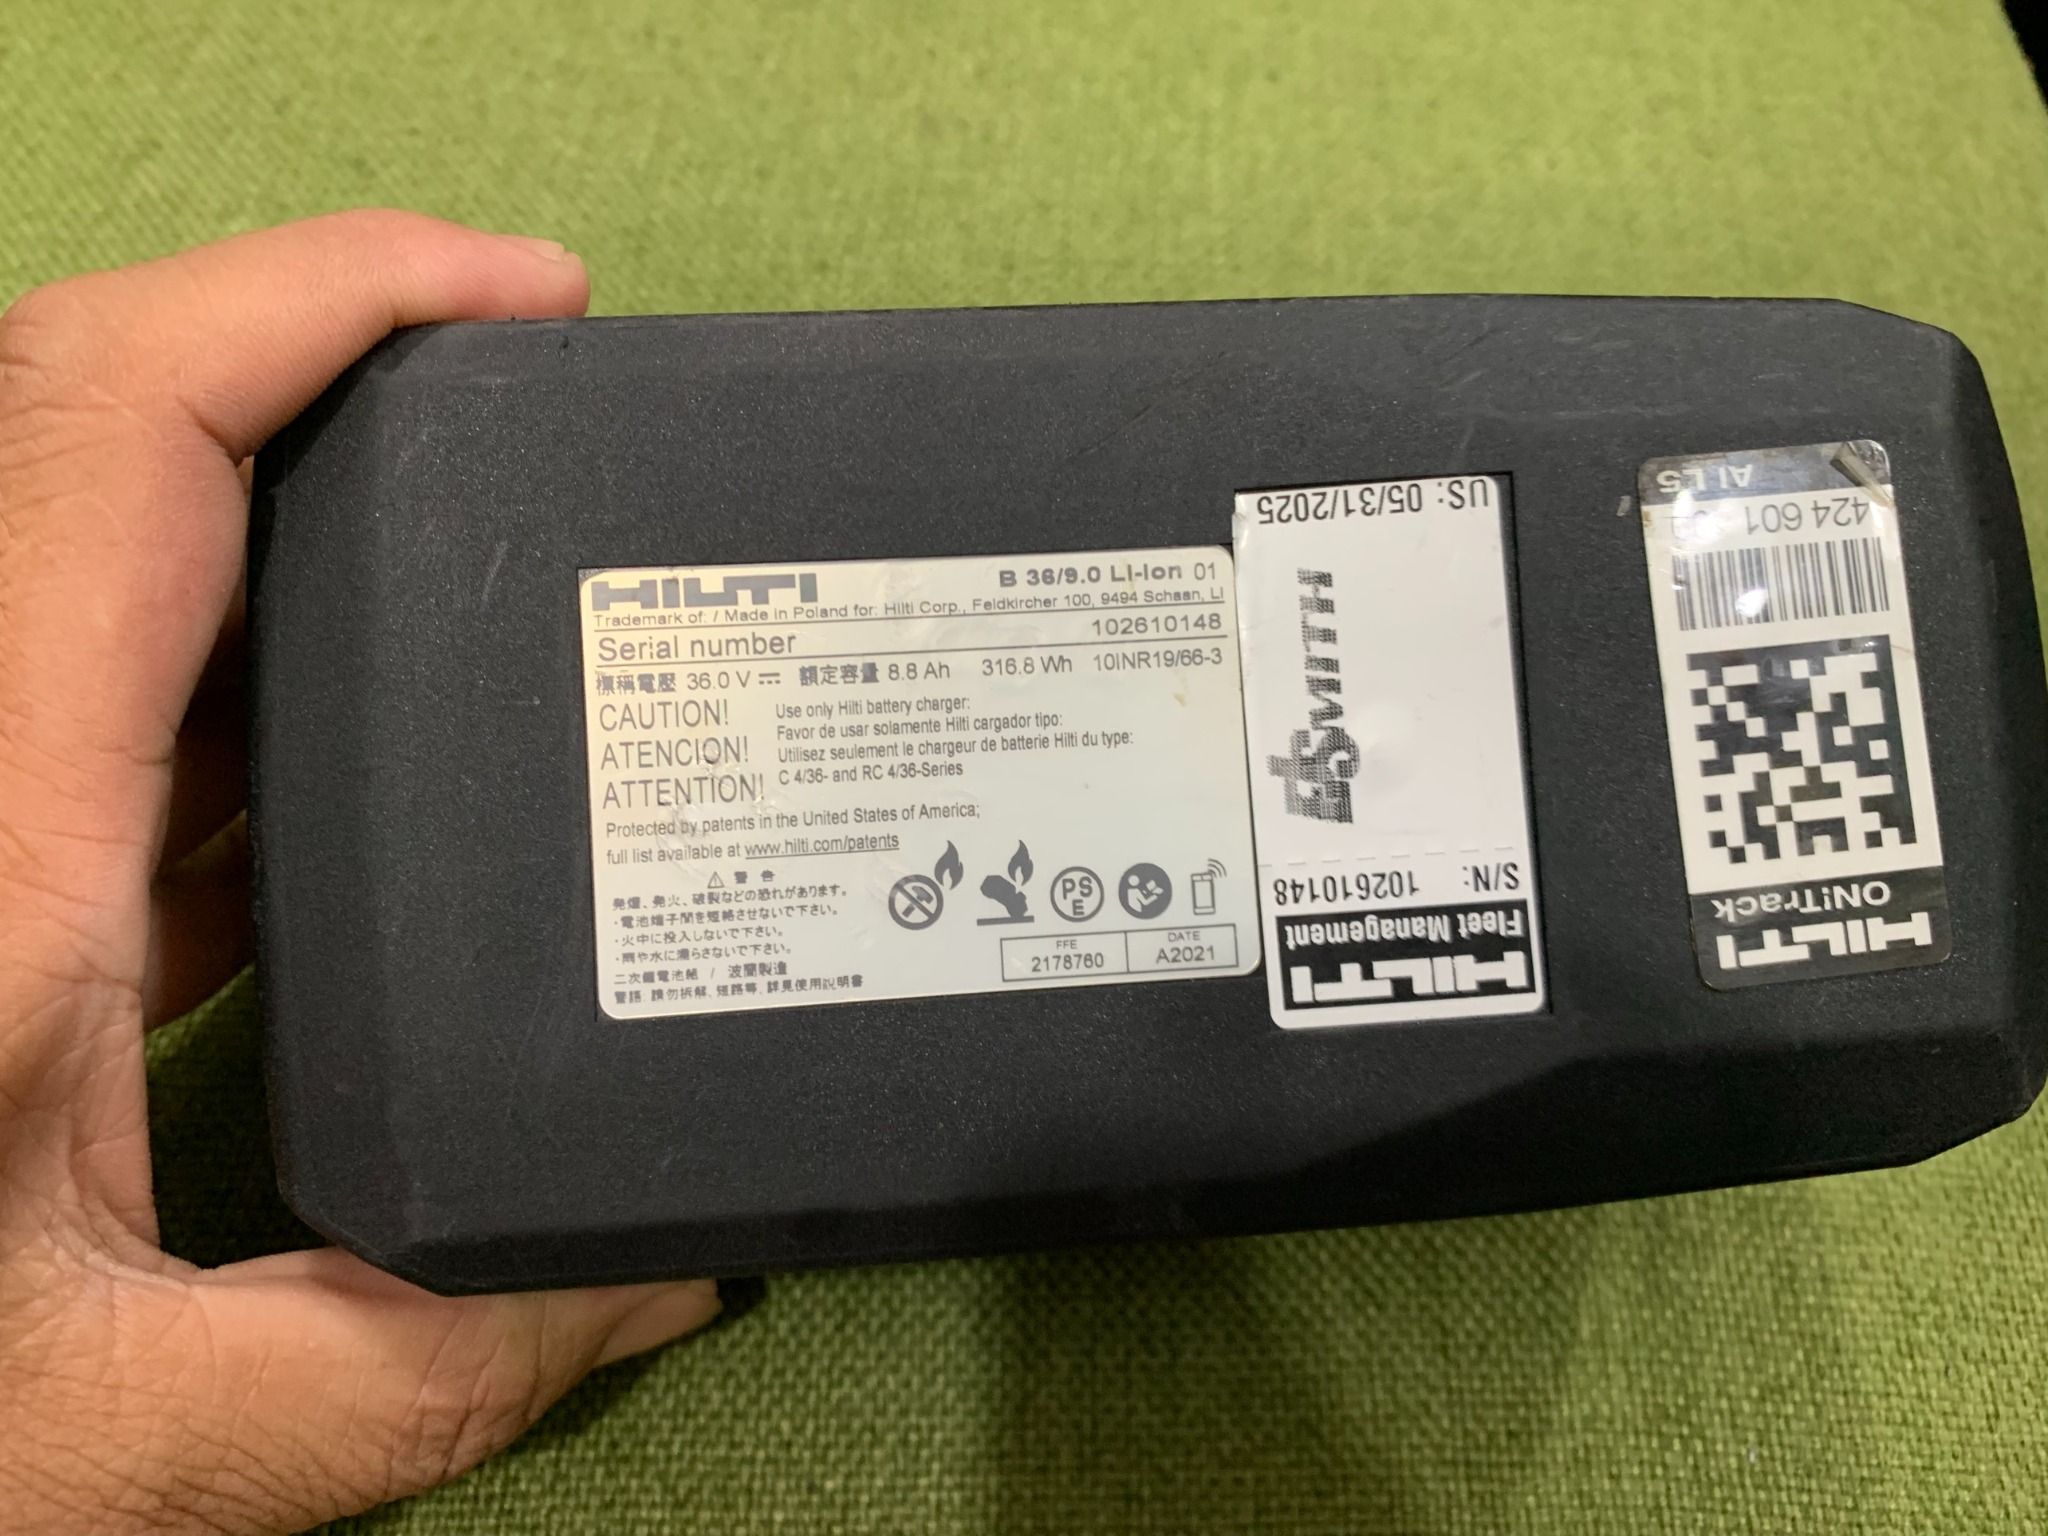 HILTI
B 36/9.0 Li-Ion 01
Trademark of: / Made in Poland for: Hilti Corp., Feldkircher 100, 9494 Schaan, LI
Serial number 102610148
標稱電壓 36.0 V 額定容量 8.8 Ah 316.8 Wh 10INR19/66-3
CAUTION!
ATENCION!
ATTENTION!
Use only Hilti battery charger:
Favor de usar solamente Hilti cargador tipo:
Utilisez seulement le chargeur de batterie Hilti du type:
C 4/36- and RC 4/36-Series
Protected by patents in the United States of America;
full list available at www.hilti.com/patents
警 告
発煙、発火、破裂などの恐れがあります。
・電池端子間を短絡させないで下さい。
・火中に投入しないで下さい。
・雨や水に濡らさないで下さい。
二次鋰電池組 / 波蘭製造
警語: 請勿拆解、短路等, 詳見使用說明書
PS
E
FFE
2178760
DATE
A2021
HILTI
Fleet Management
S/N: 102610148
SMITH
US: 05/31/2025
HILTI
ON!Track
424 601
AI L5